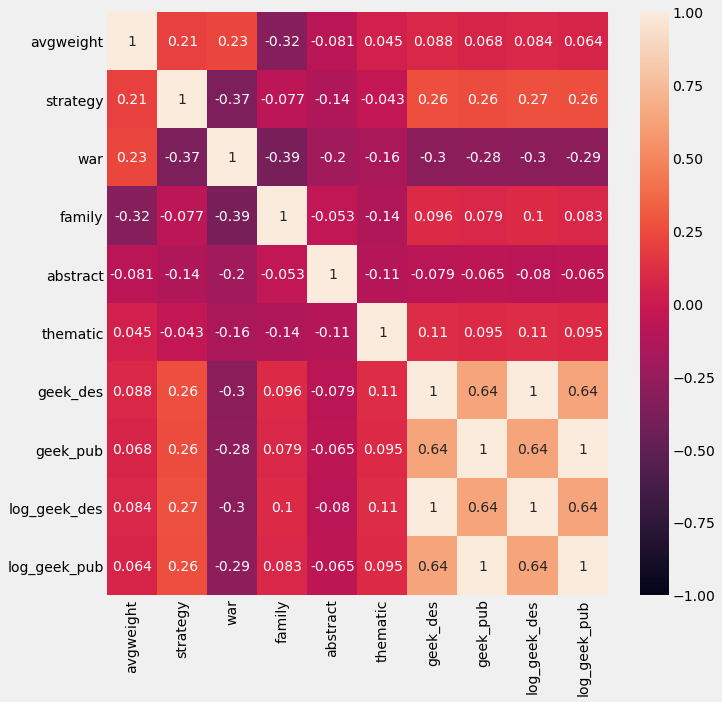 avgweight 1 0.21 0.23 -0.32 -0.081 0.045 0.088 0.068 0.084 0.064
strategy 0.21 1 -0.37 -0.077 -0.14 -0.043 0.26 0.26 0.27 0.26
war 0.23 -0.37 1 -0.39 -0.2 -0.16 -0.3 -0.28 -0.3 -0.29
family -0.32 -0.077 -0.39 1 -0.053 -0.14 0.096 0.079 0.1 0.083
abstract -0.081 -0.14 -0.2 -0.053 1 -0.11 -0.079 -0.065 -0.08 -0.065
thematic 0.045 -0.043 -0.16 -0.14 -0.11 1 0.11 0.095 0.11 0.095
geek_des 0.088 0.26 -0.3 0.096 -0.079 0.11 1 0.64 1 0.64
geek_pub 0.068 0.26 -0.28 0.079 -0.065 0.095 0.64 1 0.64 1
log_geek_des 0.084 0.27 -0.3 0.1 -0.08 0.11 1 0.64 1 0.64
log_geek_pub 0.064 0.26 -0.29 0.083 -0.065 0.095 0.64 1 0.64 1
avgweight
strategy
war
family
abstract
thematic
geek_des
geek_pub
log_geek_des
log_geek_pub
1.00
0.75
0.50
0.25
0.00
−0.25
−0.50
−0.75
−1.00